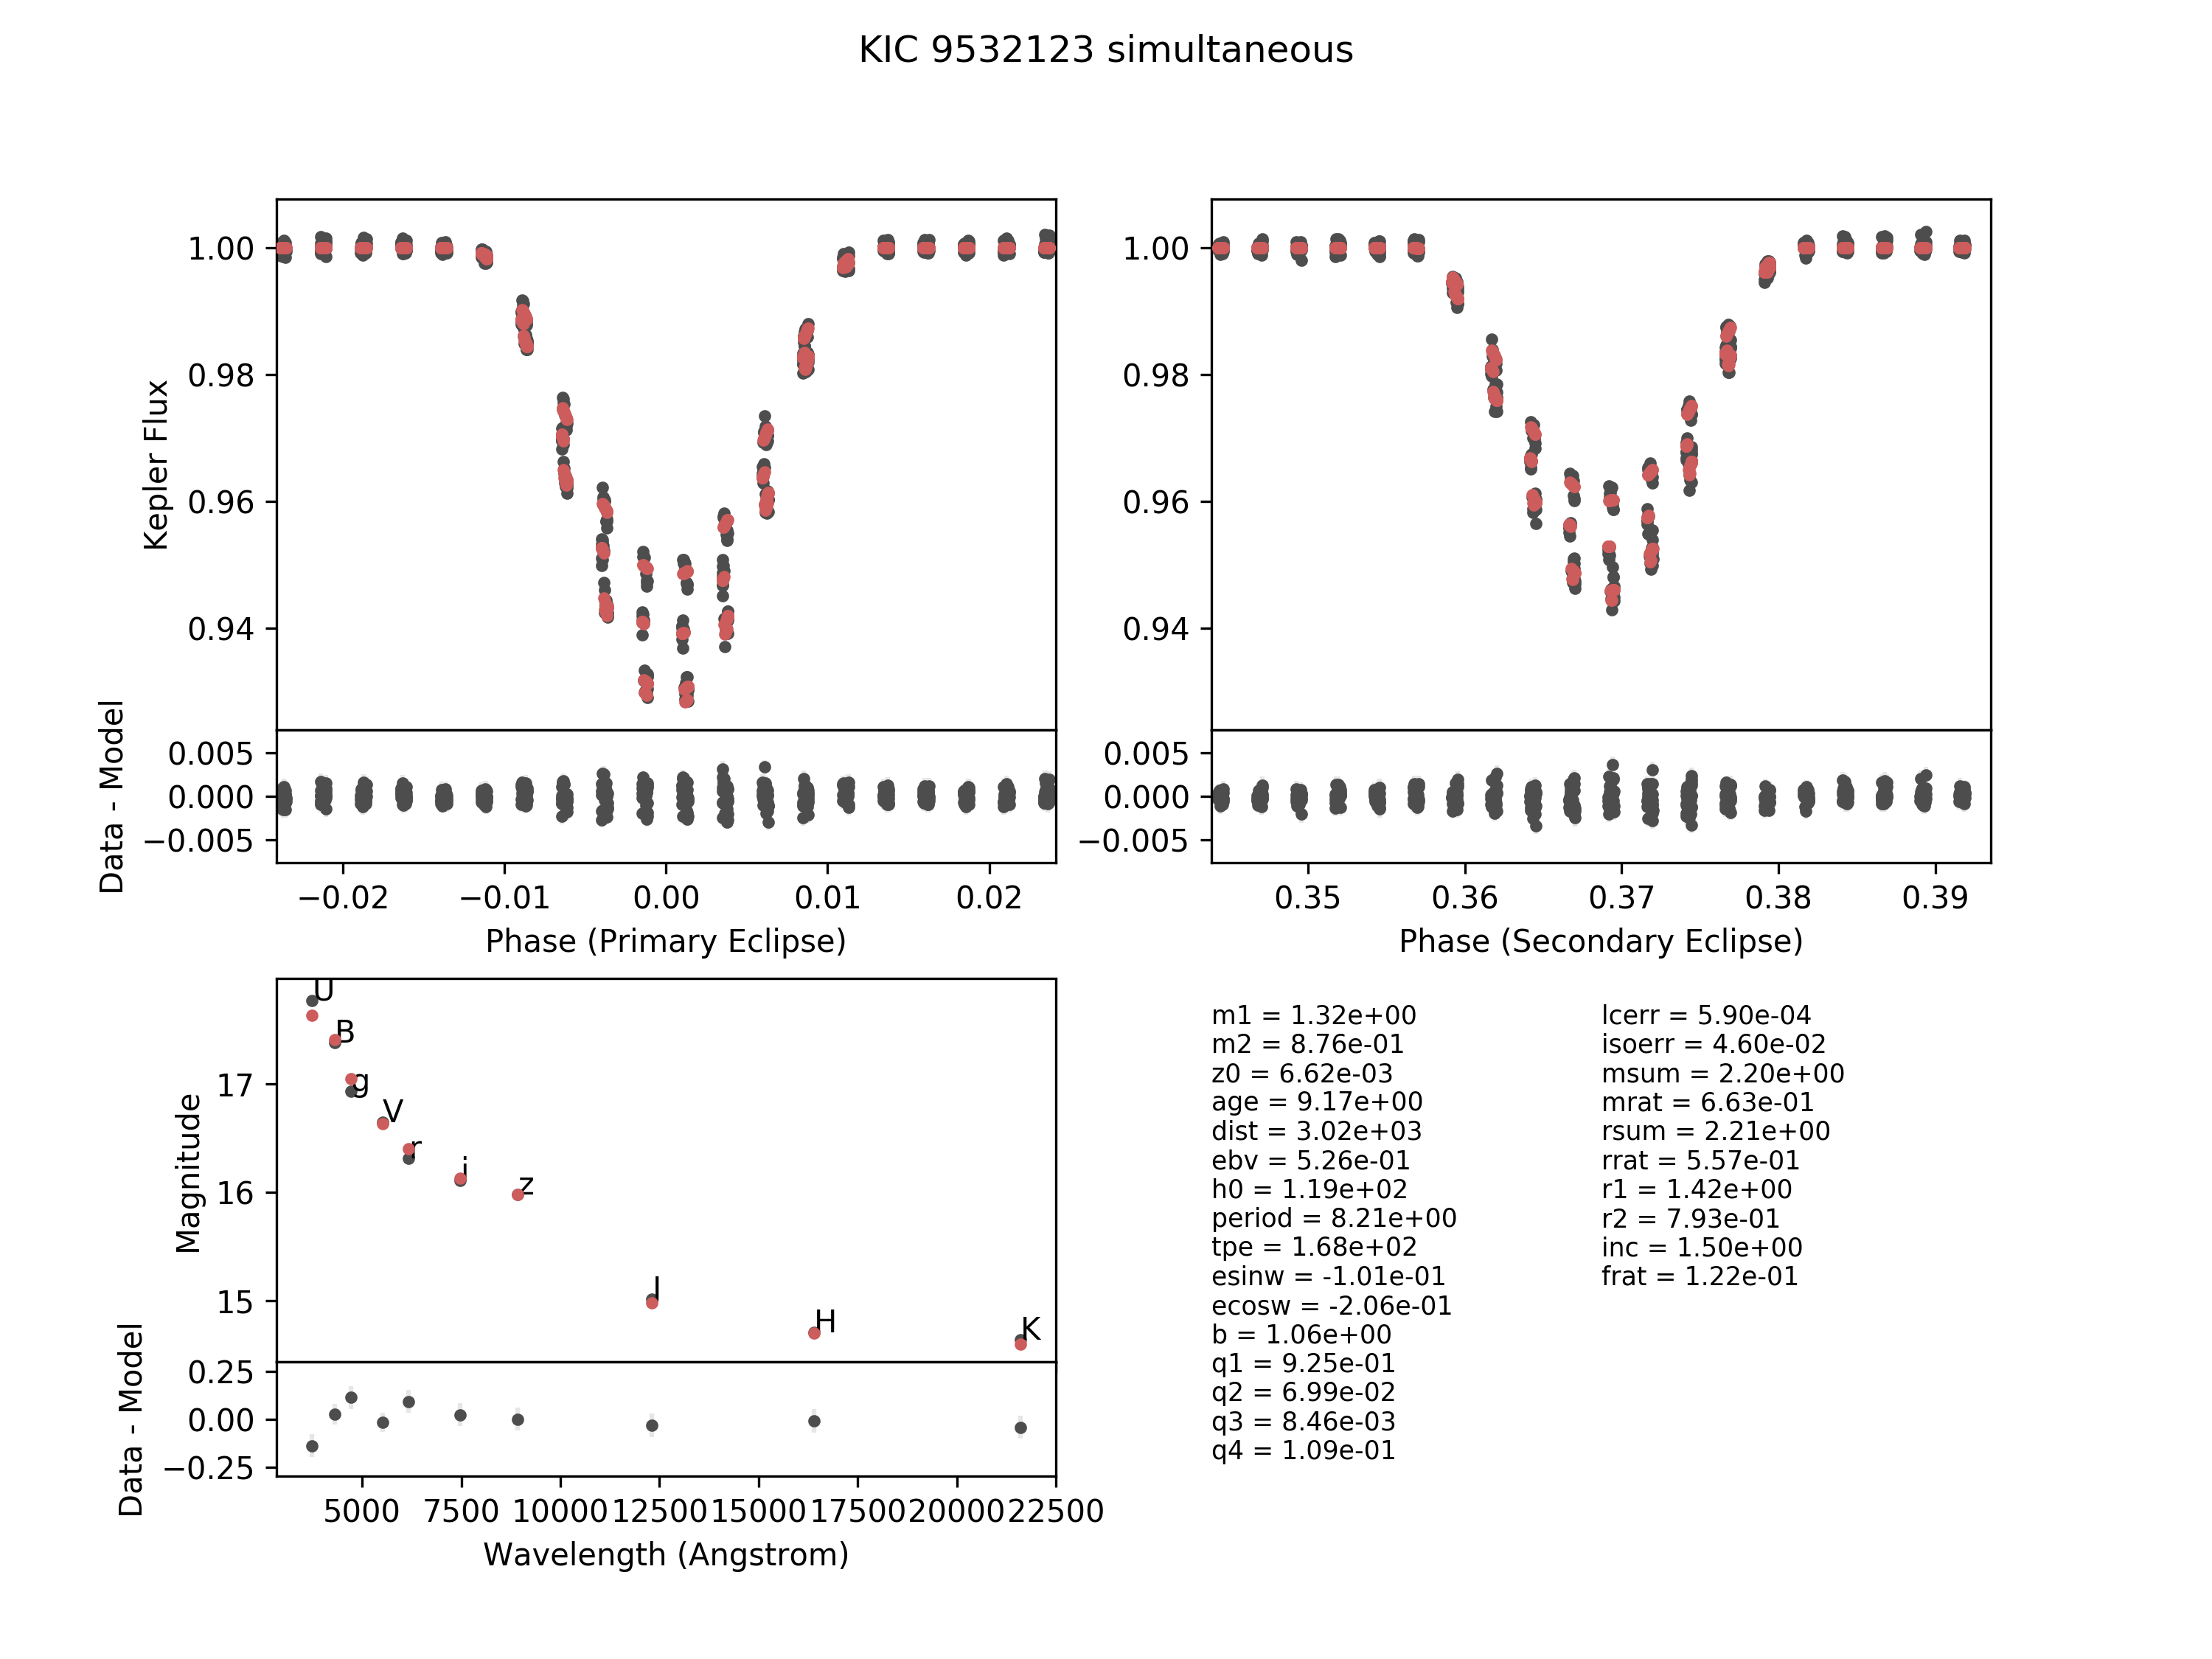 KIC 9532123 simultaneous
1.00
0.98
0.96
0.94
Kepler Flux
0.005
0.000
−0.005
Data - Model
−0.02 −0.01 0.00 0.01 0.02
Phase (Primary Eclipse)
1.00
0.98
0.96
0.94
0.005
0.000
−0.005
0.35 0.36 0.37 0.38 0.39
Phase (Secondary Eclipse)
17
16
15
Magnitude
U
B
g
V
r
i
z
J
H
K
0.25
0.00
−0.25
Data - Model
5000 7500 10000 12500 15000 17500 20000 22500
Wavelength (Angstrom)
m1 = 1.32e+00
m2 = 8.76e-01
z0 = 6.62e-03
age = 9.17e+00
dist = 3.02e+03
ebv = 5.26e-01
h0 = 1.19e+02
period = 8.21e+00
tpe = 1.68e+02
esinw = -1.01e-01
ecosw = -2.06e-01
b = 1.06e+00
q1 = 9.25e-01
q2 = 6.99e-02
q3 = 8.46e-03
q4 = 1.09e-01
lcerr = 5.90e-04
isoerr = 4.60e-02
msum = 2.20e+00
mrat = 6.63e-01
rsum = 2.21e+00
rrat = 5.57e-01
r1 = 1.42e+00
r2 = 7.93e-01
inc = 1.50e+00
frat = 1.22e-01